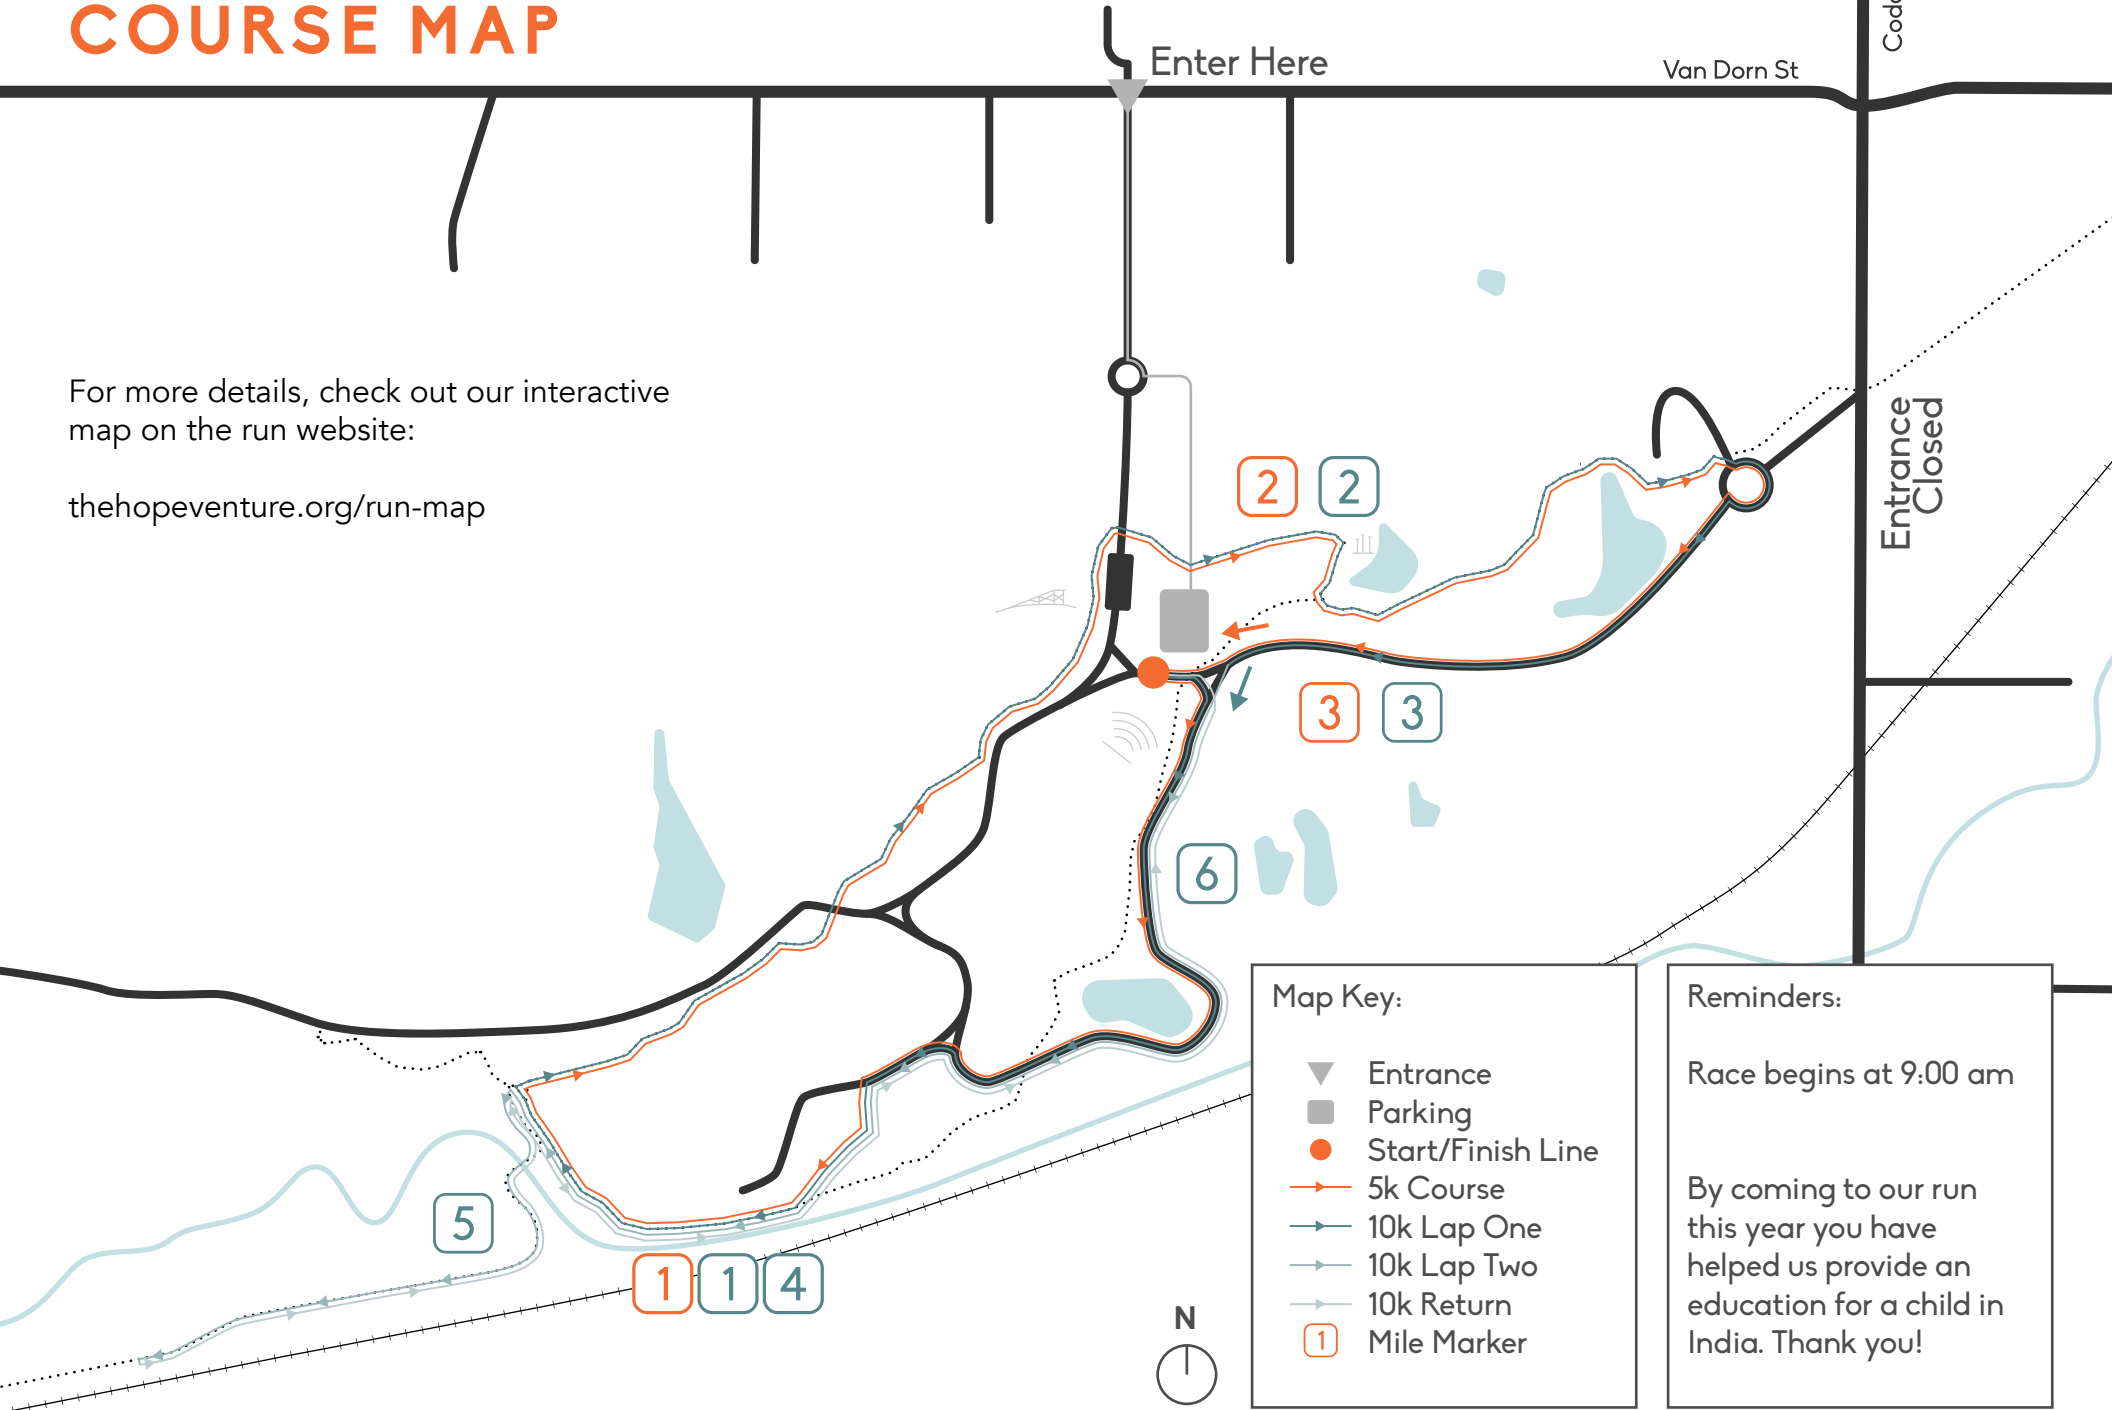 COURSE MAP
Enter Here
Van Dorn St
For more details, check out our interactive
map on the run website:
thehopeventure.org/run-map
Entrance
Closed
2
2
3
3
6
5
1
1
4
N
Map Key:
Entrance
Parking
Start/Finish Line
5k Course
10k Lap One
10k Lap Two
10k Return
1
Mile Marker
Reminders:
Race begins at 9:00 am
By coming to our run
this year you have
helped us provide an
education for a child in
India. Thank you!